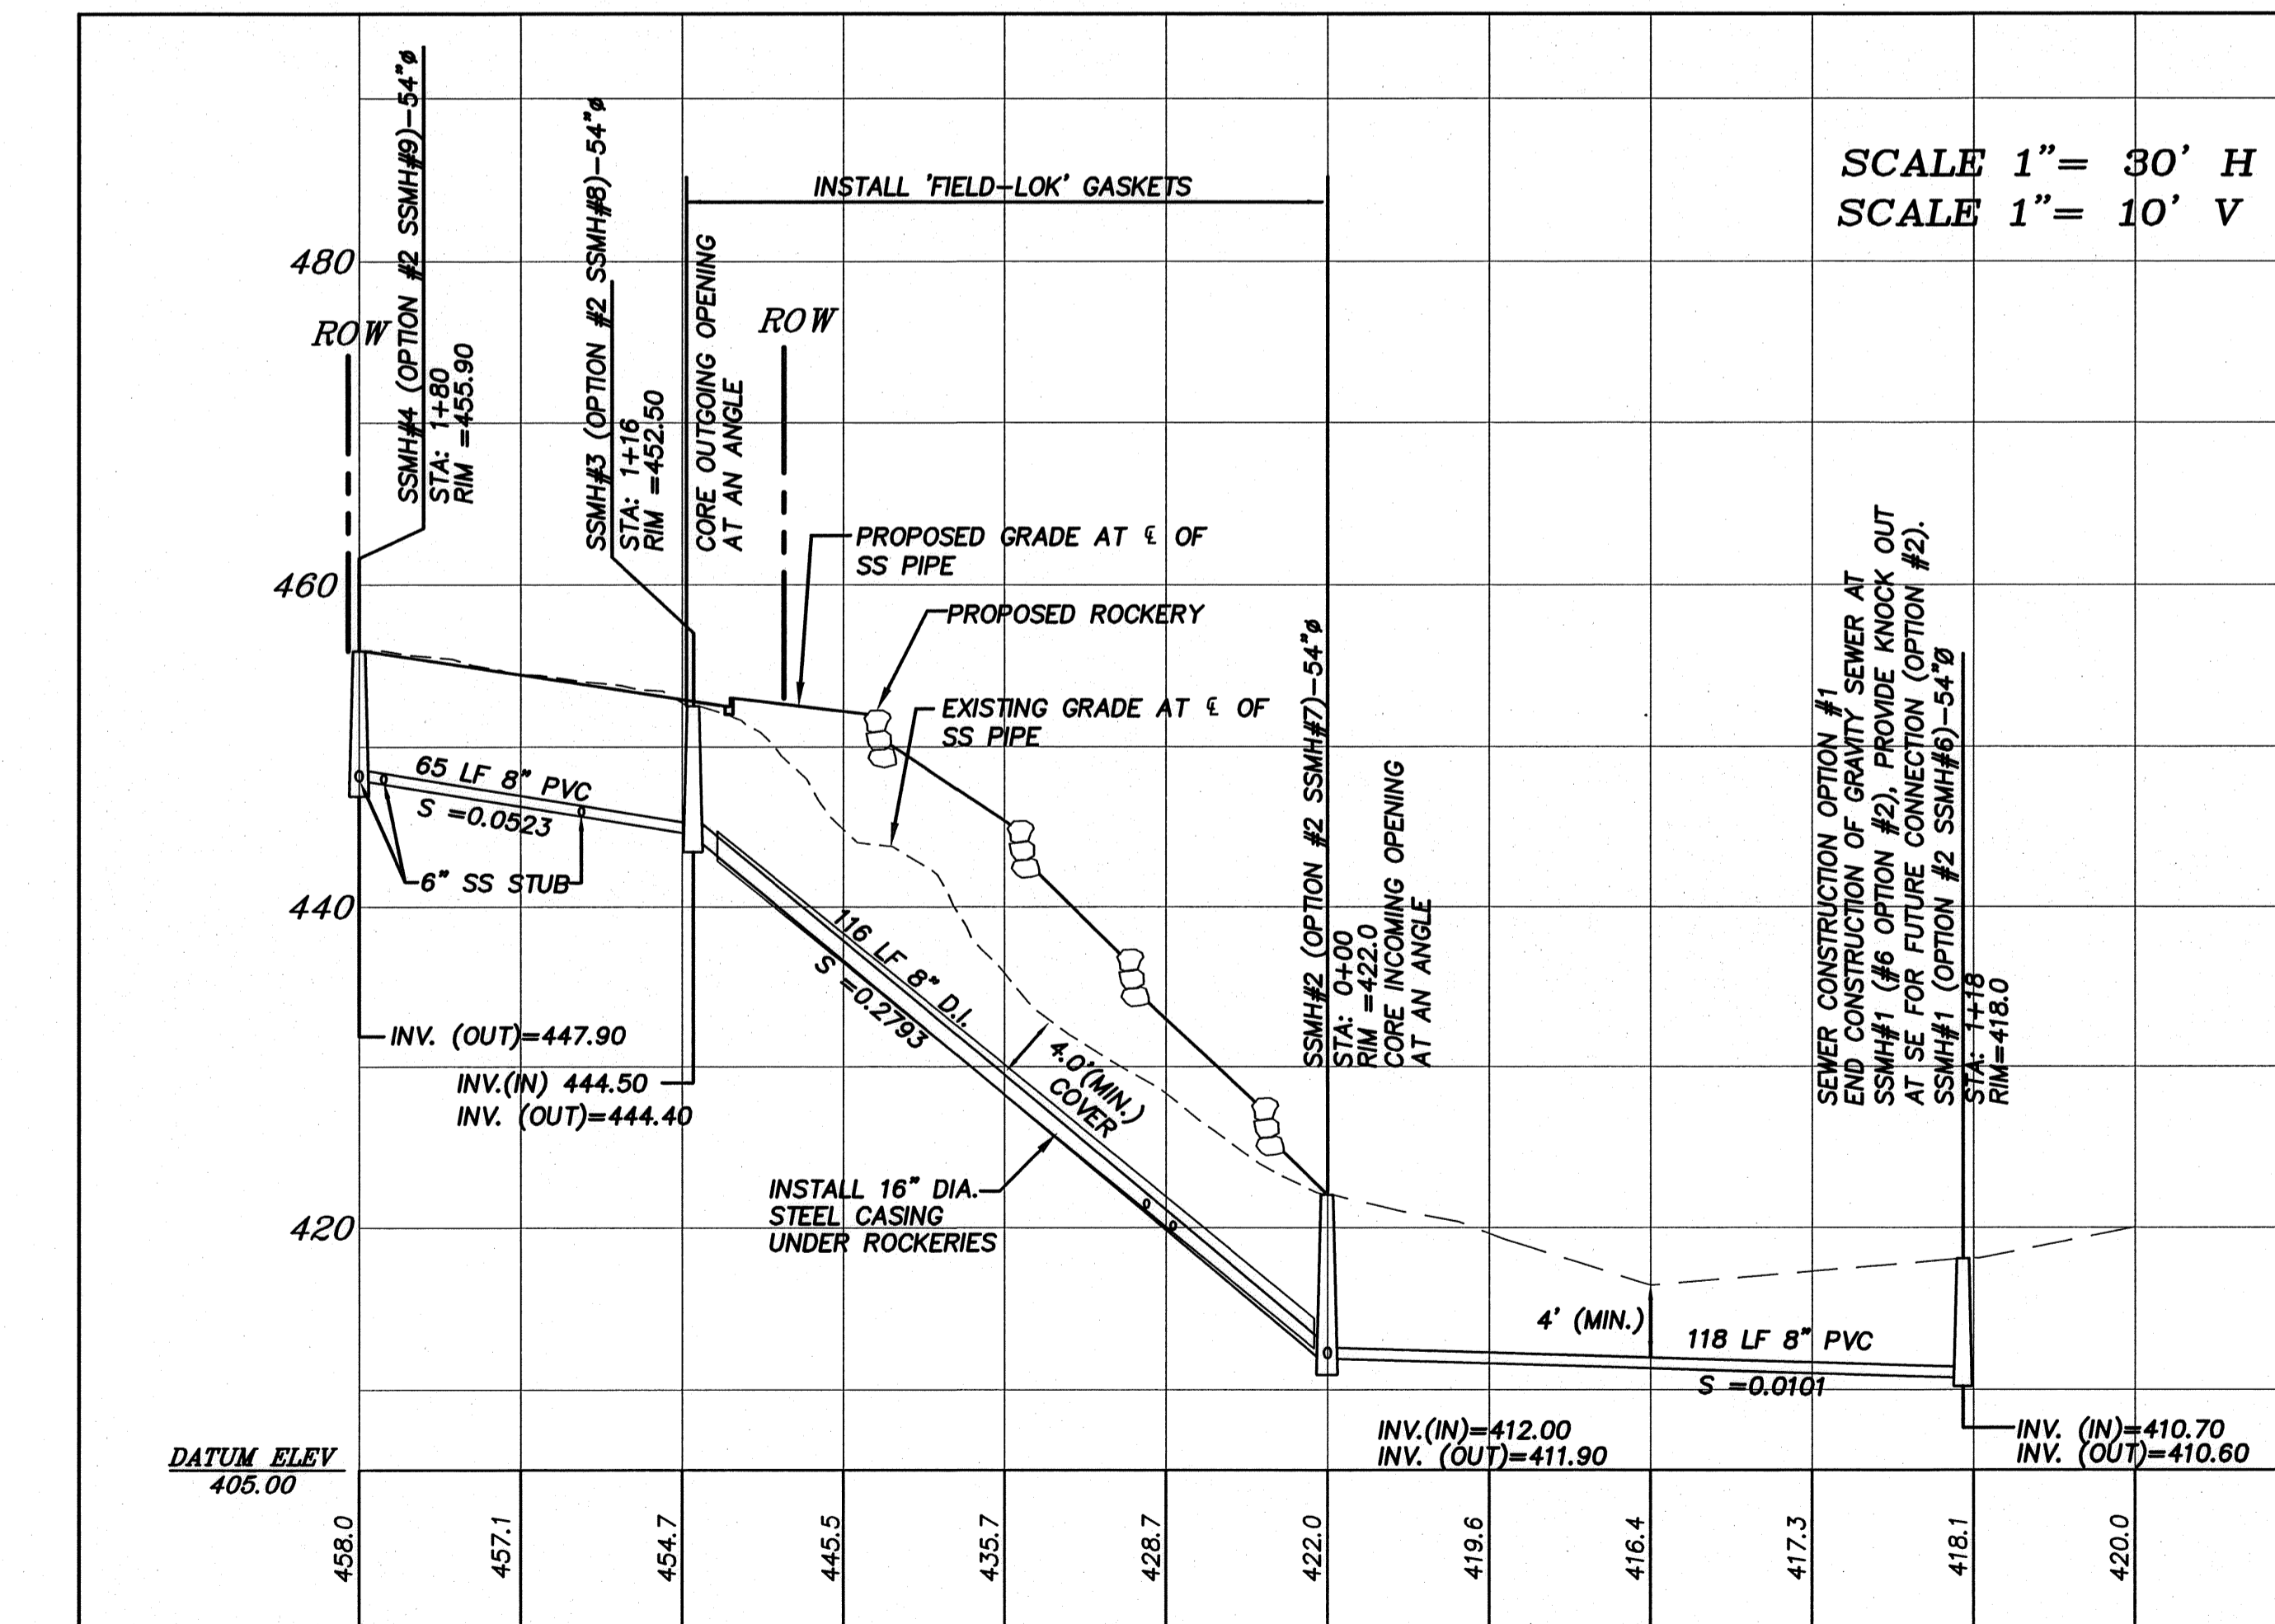 SCALE 1"= 30' H
SCALE 1"= 10' V
SSMH#4 (OPTION #2 SSMH#9)-54"ø
STA: 1+80
RIM =455.90
SSMH#3 (OPTION #2 SSMH#8)-54"ø
STA: 1+16
RIM =452.50
CORE OUTGOING OPENING
AT AN ANGLE
INSTALL 'FIELD-LOK' GASKETS
480
460
440
420
ROW
ROW
PROPOSED GRADE AT ℄ OF
SS PIPE
PROPOSED ROCKERY
EXISTING GRADE AT ℄ OF
SS PIPE
65 LF 8" PVC
S =0.0523
6" SS STUB
116 LF 8" D.I.
S =0.2793
4.0'(MIN.)
COVER
INV. (OUT)=447.90
INV.(IN) 444.50
INV. (OUT)=444.40
INSTALL 16" DIA.
STEEL CASING
UNDER ROCKERIES
SSMH#2 (OPTION #2 SSMH#7)-54"ø
STA: 0+00
RIM =422.0
CORE INCOMING OPENING
AT AN ANGLE
SEWER CONSTRUCTION OPTION #1
END CONSTRUCTION OF GRAVITY SEWER AT
SSMH#1 (#6 OPTION #2), PROVIDE KNOCK OUT
AT SE FOR FUTURE CONNECTION (OPTION #2).
SSMH#1 (OPTION #2 SSMH#6)-54"Ø
STA: 1+18
RIM=418.0
4' (MIN.)
118 LF 8" PVC
S =0.0101
INV.(IN)=412.00
INV. (OUT)=411.90
INV. (IN)=410.70
INV. (OUT)=410.60
DATUM ELEV
405.00
458.0
457.1
454.7
445.5
435.7
428.7
422.0
419.6
416.4
417.3
418.1
420.0